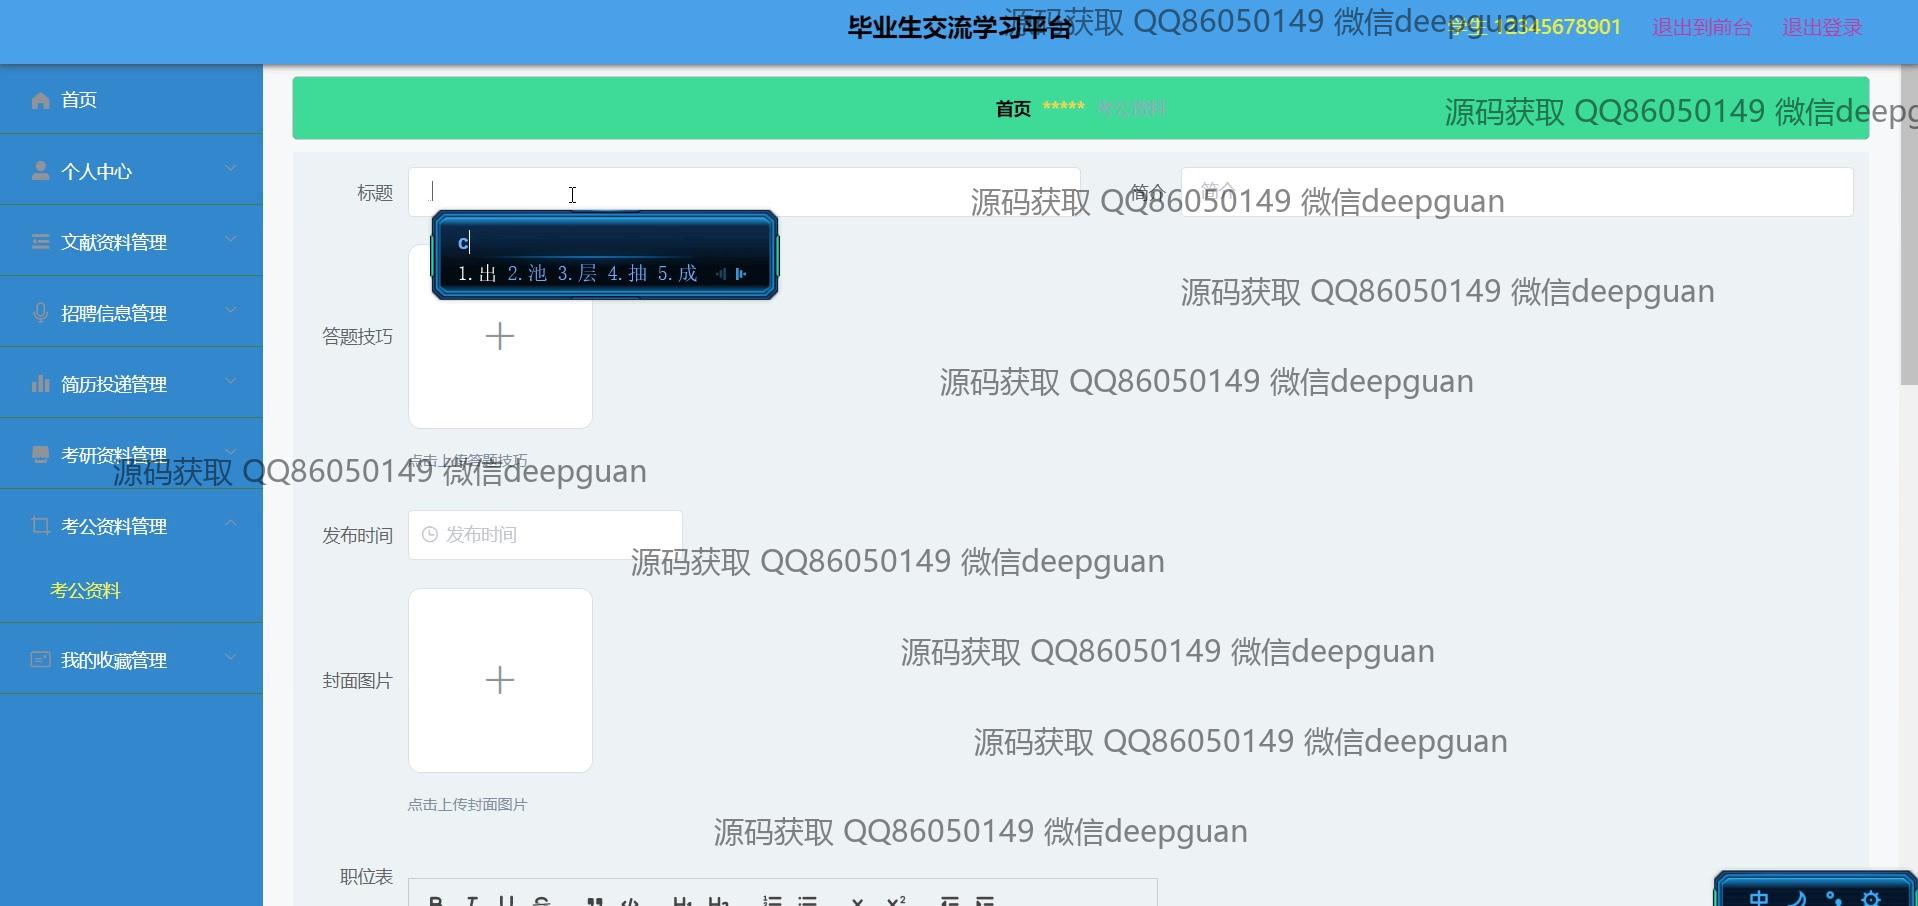 毕业生交流学习平台
源码获取 QQ86050149 微信deepguan
学生 12345678901
退出到前台
退出登录
首页
个人中心
文献资料管理
招聘信息管理
简历投递管理
考研资料管理
考公资料管理
考公资料
我的收藏管理
首页 ***** 考公资料
源码获取 QQ86050149 微信deepg
标题
简介
简介
源码获取 QQ86050149 微信deepguan
c
1.出 2.池 3.层 4.抽 5.成
源码获取 QQ86050149 微信deepguan
答题技巧
源码获取 QQ86050149 微信deepguan
点击上传答题技巧
源码获取 QQ86050149 微信deepguan
发布时间
发布时间
源码获取 QQ86050149 微信deepguan
封面图片
源码获取 QQ86050149 微信deepguan
源码获取 QQ86050149 微信deepguan
点击上传封面图片
源码获取 QQ86050149 微信deepguan
职位表
B I U S H1 H2 X X²
中